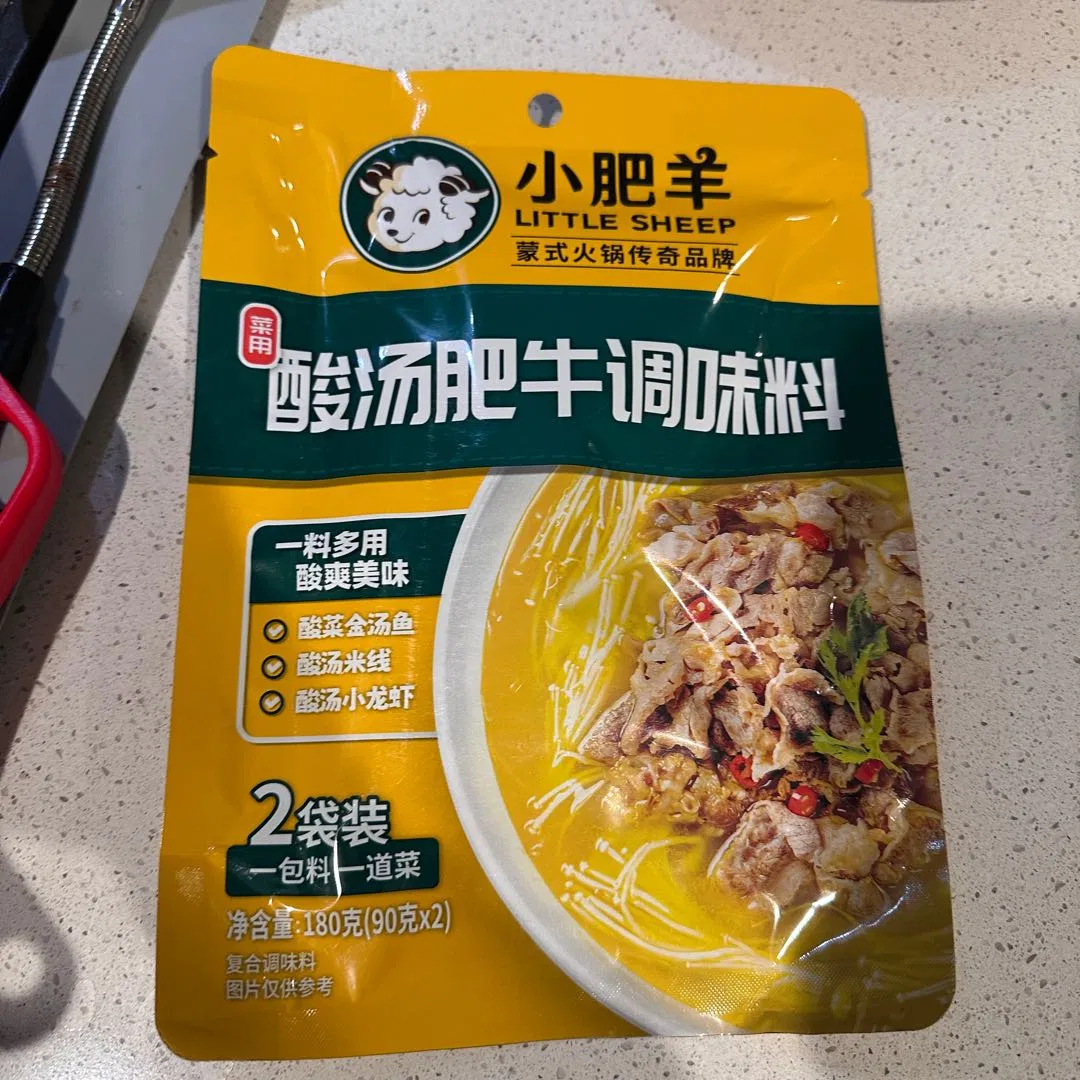 小肥羊
LITTLE SHEEP
蒙式火锅传奇品牌
菜用
酸汤肥牛调味料
一料多用
酸爽美味
酸菜金汤鱼
酸汤米线
酸汤小龙虾
2袋装
一包料一道菜
净含量:180克(90克x2)
复合调味料
图片仅供参考